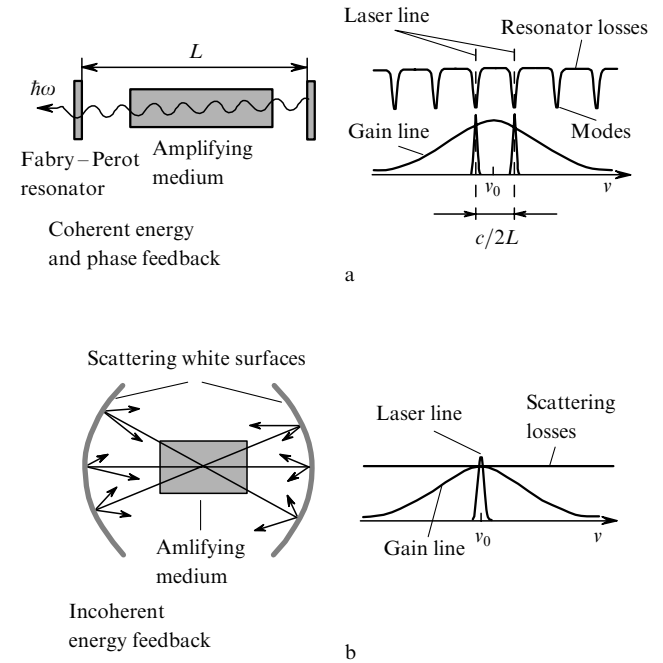 L
ℏω
Fabry – Perot
resonator
Amplifying
medium
Coherent energy
and phase feedback
Laser line
Resonator losses
Gain line
Modes
ν₀
ν
c/2L
a
Scattering white surfaces
Amlifying
medium
Incoherent
energy feedback
Laser line
Scattering
losses
Gain line
ν₀
ν
b